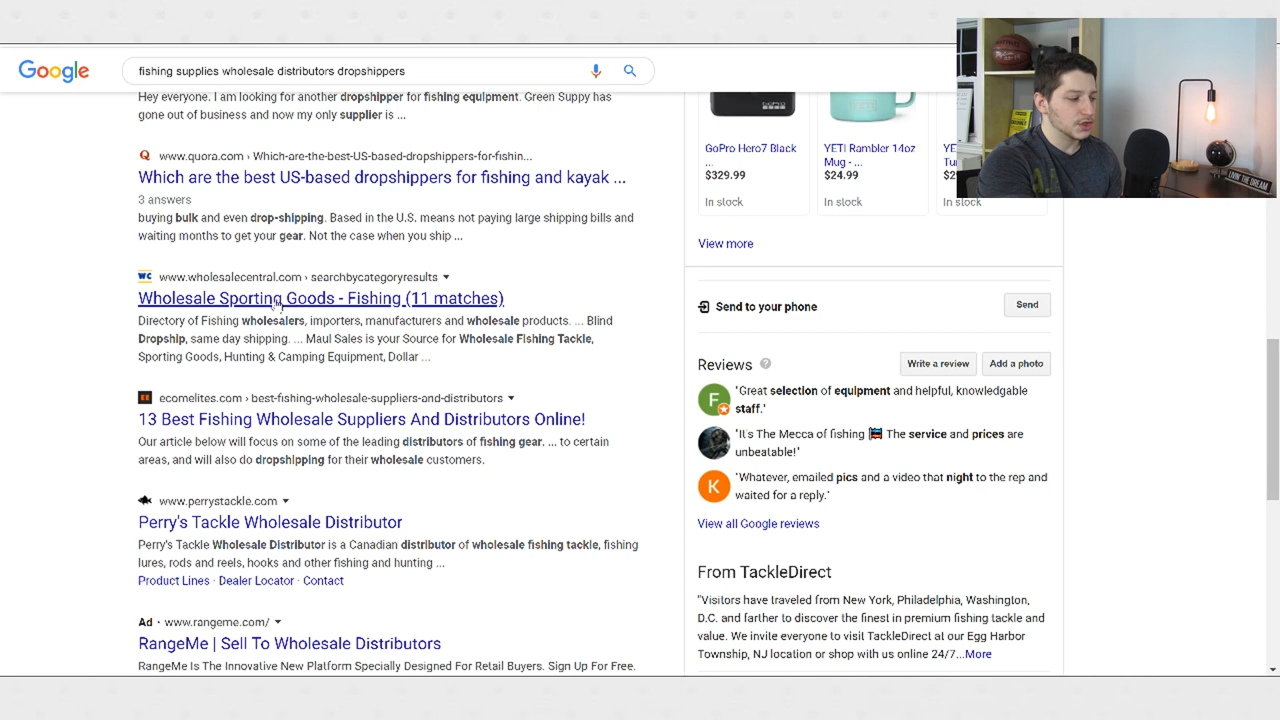 Google
fishing supplies wholesale distributors dropshippers
Hey everyone. I am looking for another dropshipper for fishing equipment. Green Suppy has
gone out of business and now my only supplier is ...
Q www.quora.com › Which-are-the-best-US-based-dropshippers-for-fishin...
Which are the best US-based dropshippers for fishing and kayak ...
3 answers
buying bulk and even drop-shipping. Based in the U.S. means not paying large shipping bills and
waiting months to get your gear. Not the case when you ship ...
WC www.wholesalecentral.com › searchbycategoryresults
Wholesale Sporting Goods - Fishing (11 matches)
Directory of Fishing wholesalers, importers, manufacturers and wholesale products. ... Blind
Dropship, same day shipping. ... Maul Sales is your Source for Wholesale Fishing Tackle,
Sporting Goods, Hunting & Camping Equipment, Dollar ...
ecomelites.com › best-fishing-wholesale-suppliers-and-distributors
13 Best Fishing Wholesale Suppliers And Distributors Online!
Our article below will focus on some of the leading distributors of fishing gear. ... to certain
areas, and will also do dropshipping for their wholesale customers.
www.perrystackle.com
Perry's Tackle Wholesale Distributor
Perry's Tackle Wholesale Distributor is a Canadian distributor of wholesale fishing tackle, fishing
lures, rods and reels, hooks and other fishing and hunting ...
Product Lines · Dealer Locator · Contact
Ad · www.rangeme.com/
RangeMe | Sell To Wholesale Distributors
RangeMe Is The Innovative New Platform Specially Designed For Retail Buyers. Sign Up For Free.
GoPro Hero7 Black
...
$329.99
In stock
YETI Rambler 14oz
Mug - ...
$24.99
In stock
YE
Tu
$2
In stock
View more
Send to your phone
Send
Reviews
Write a review
Add a photo
F
"Great selection of equipment and helpful, knowledgable
staff."
"It's The Mecca of fishing The service and prices are
unbeatable!"
K
"Whatever, emailed pics and a video that night to the rep and
waited for a reply."
View all Google reviews
From TackleDirect
"Visitors have traveled from New York, Philadelphia, Washington,
D.C. and farther to discover the finest in premium fishing tackle and
value. We invite everyone to visit TackleDirect at our Egg Harbor
Township, NJ location or shop with us online 24/7...More
LIVIN' THE DREAM